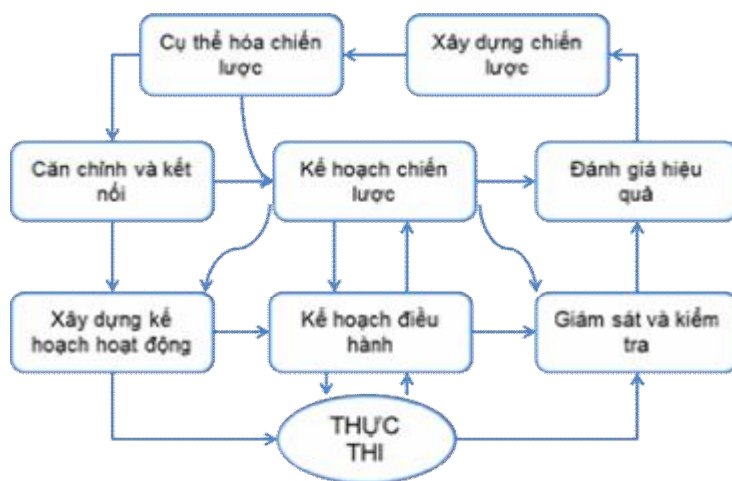 Cụ thể hóa chiến
lược
Xây dựng chiến
lược
Căn chỉnh và kết
nối
Kế hoạch chiến
lược
Đánh giá hiệu
quả
Xây dựng kế
hoạch hoạt động
Kế hoạch điều
hành
Giám sát và kiểm
tra
THỰC
THI